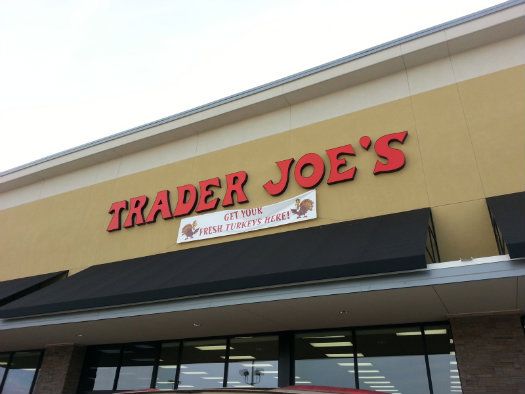 TRADER JOE'S
GET YOUR
FRESH TURKEYS HERE!